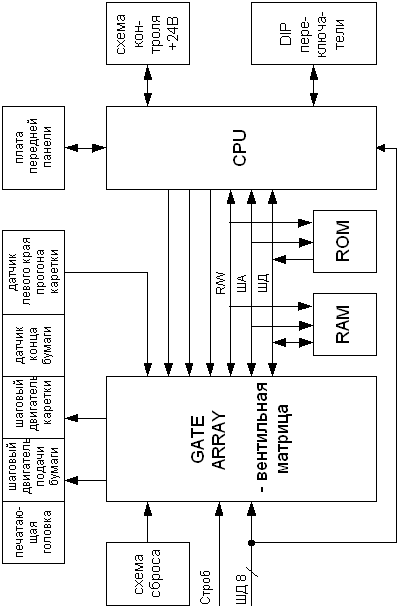 схема
кон-
троля
+24В
DIP
пере-
ключа-
тели
плата
передней
панели
CPU
датчик
левого края
прогона
каретки
датчик
конца
бумаги
шаговый
двигатель
каретки
шаговый
двигатель
подачи
бумаги
печатаю-
щая
головка
R/W
ША
ШД
ROM
RAM
GATE
ARRAY
- вентильная
матрица
схема
сброса
Строб
ШД 8